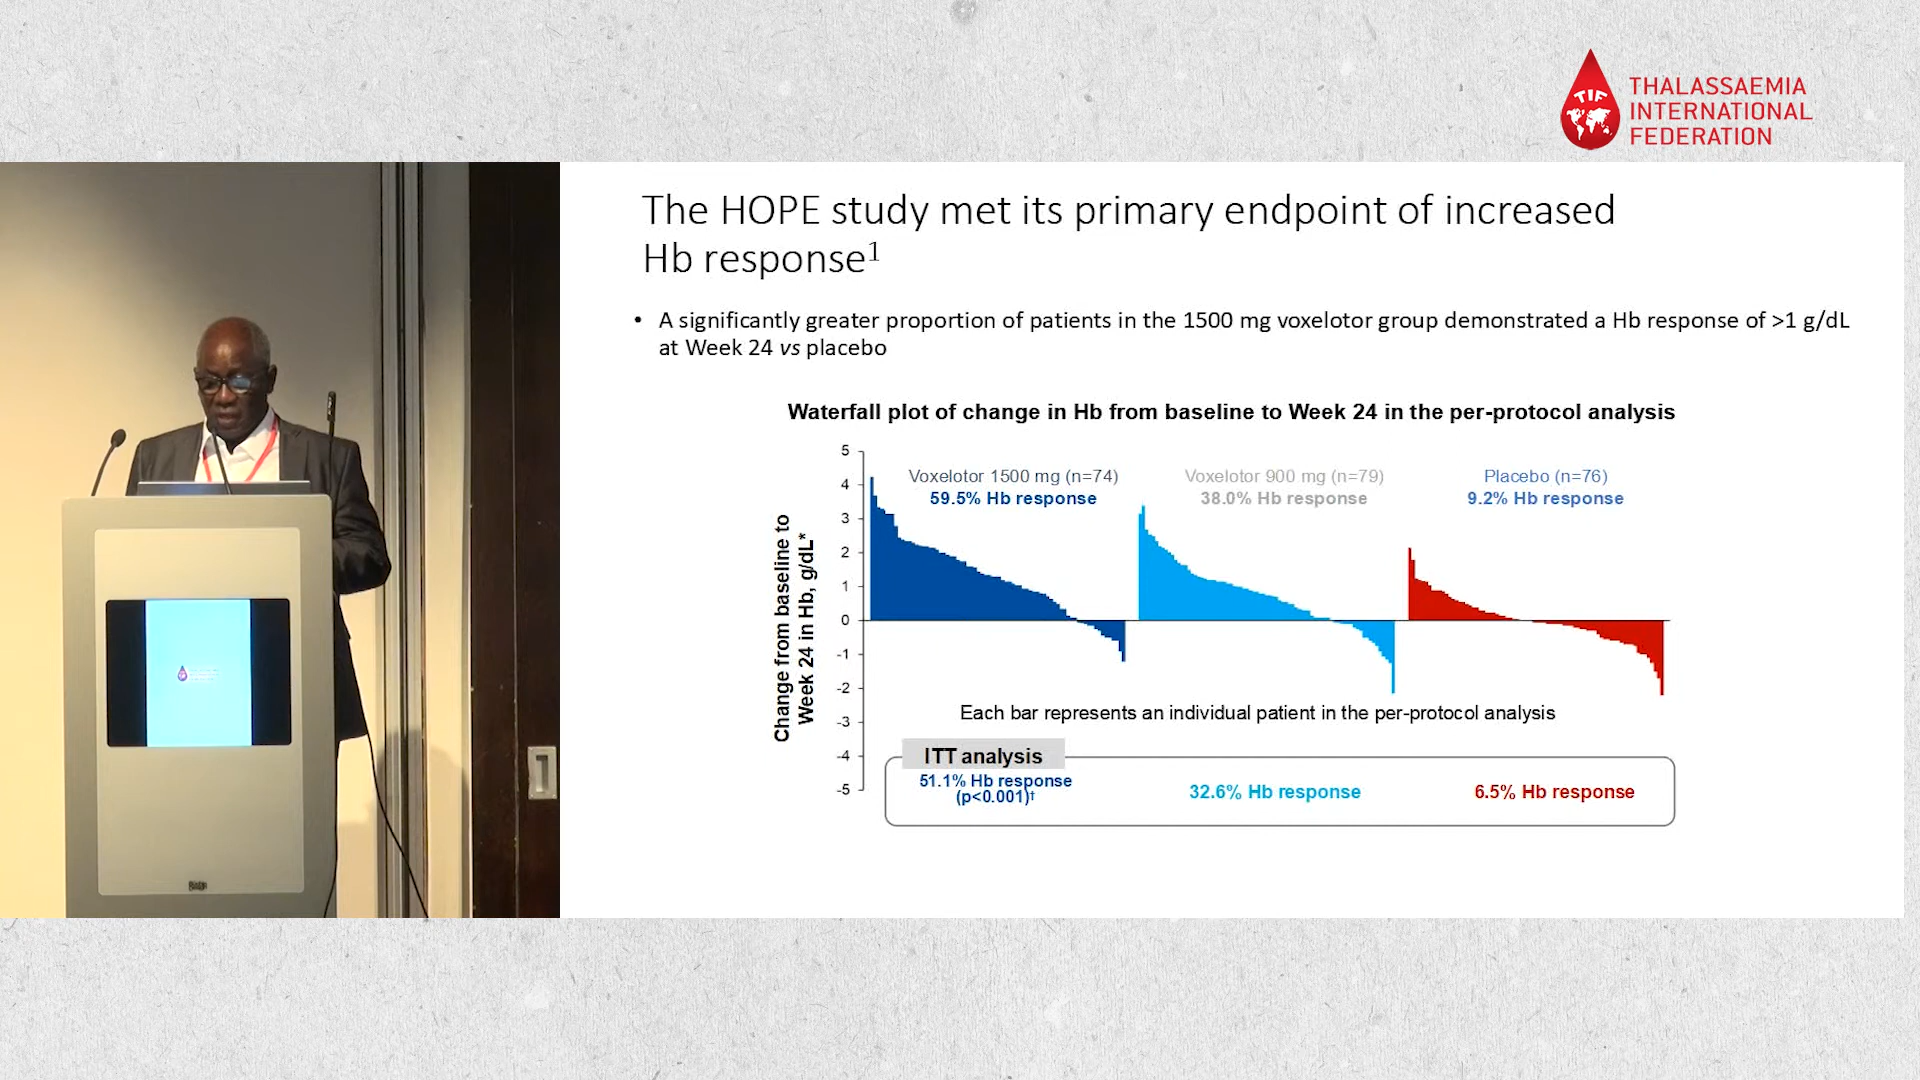 THALASSAEMIA
INTERNATIONAL
FEDERATION
TIF
The HOPE study met its primary endpoint of increased
Hb response1
• A significantly greater proportion of patients in the 1500 mg voxelotor group demonstrated a Hb response of >1 g/dL
at Week 24 vs placebo
Waterfall plot of change in Hb from baseline to Week 24 in the per-protocol analysis
Change from baseline to
Week 24 in Hb, g/dL*
5
4
3
2
1
0
-1
-2
-3
-4
-5
Voxelotor 1500 mg (n=74)
59.5% Hb response
Voxelotor 900 mg (n=79)
38.0% Hb response
Placebo (n=76)
9.2% Hb response
Each bar represents an individual patient in the per-protocol analysis
ITT analysis
51.1% Hb response
(p<0.001)†
32.6% Hb response
6.5% Hb response